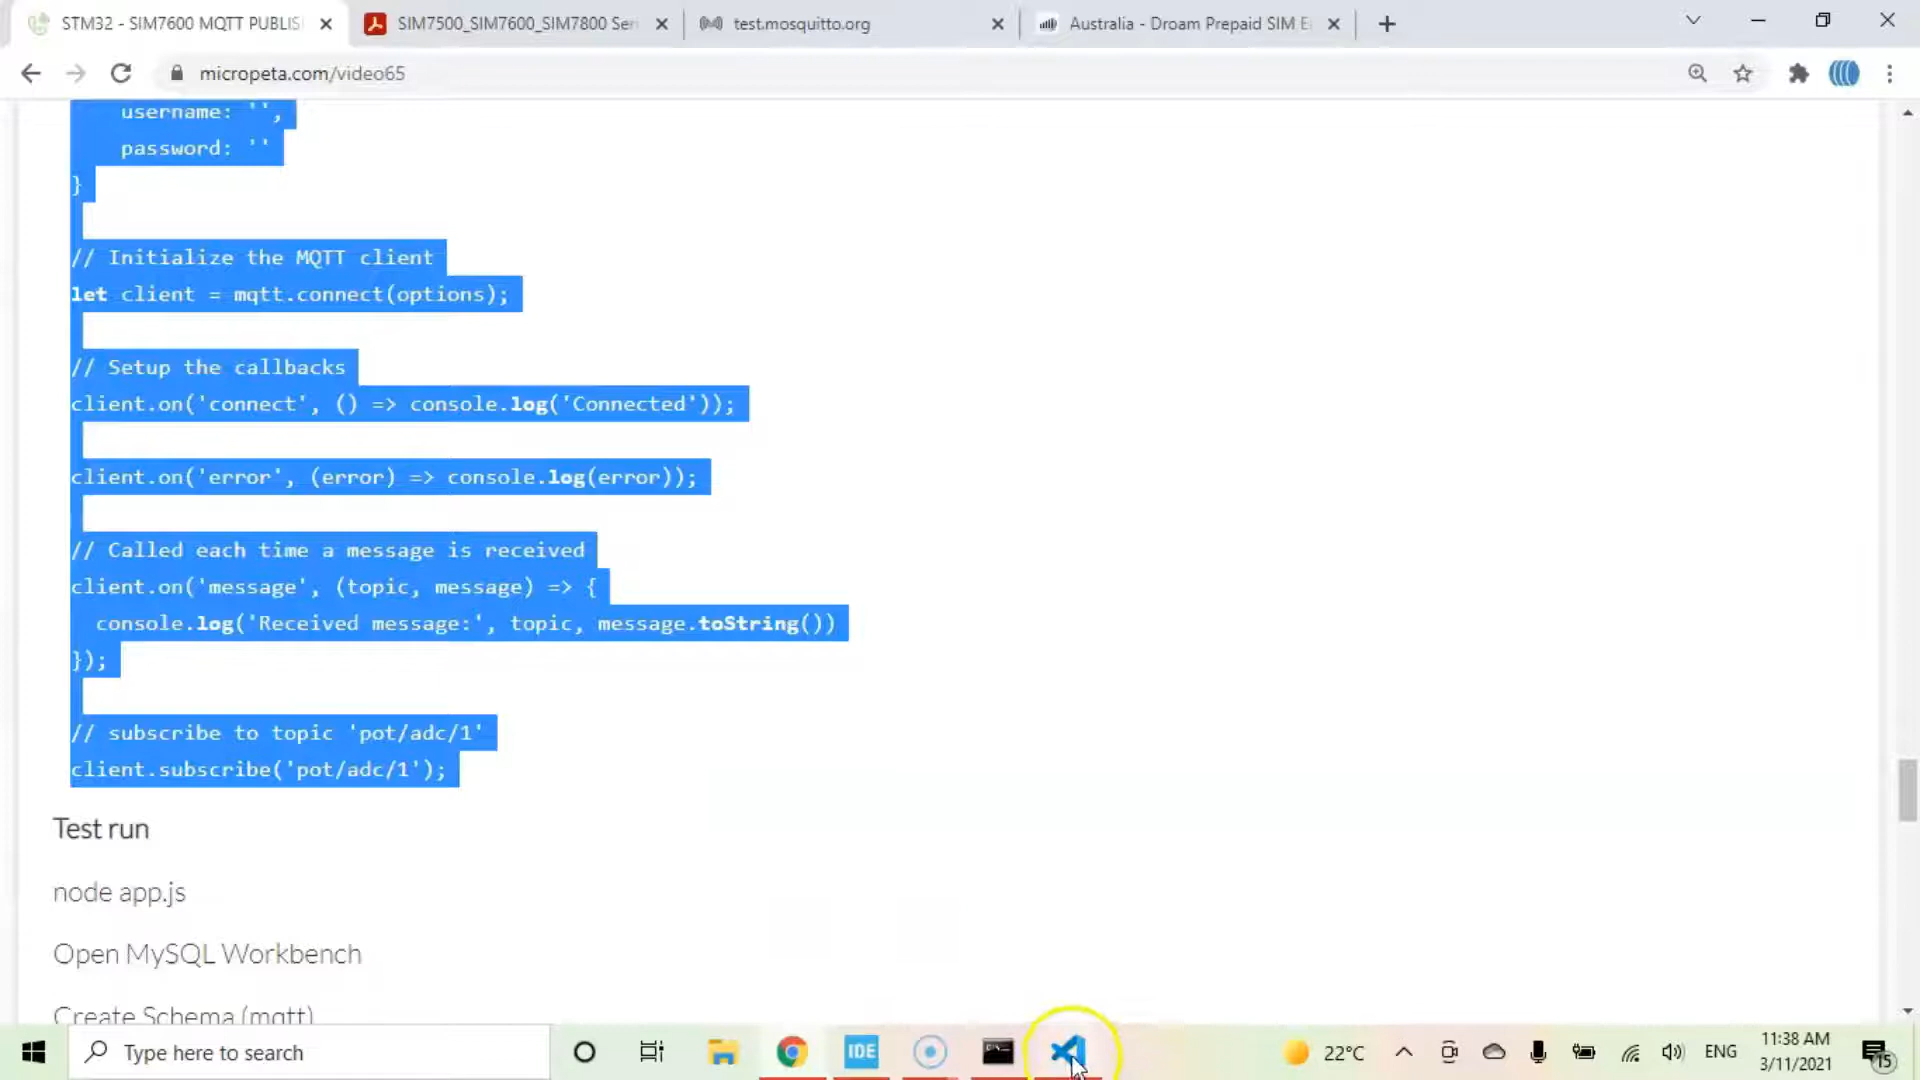 STM32 - SIM7600 MQTT PUBLIS
SIM7500_SIM7600_SIM7800 Ser
test.mosquitto.org
Australia - Droam Prepaid SIM E
micropeta.com/video65
username: '',
password: ''
}
// Initialize the MQTT client
let client = mqtt.connect(options);
// Setup the callbacks
client.on('connect', () => console.log('Connected'));
client.on('error', (error) => console.log(error));
// Called each time a message is received
client.on('message', (topic, message) => {
console.log('Received message:', topic, message.toString())
});
// subscribe to topic 'pot/adc/1'
client.subscribe('pot/adc/1');
Test run
node app.js
Open MySQL Workbench
Create Schema (mqtt)
Type here to search
IDE
22°C
ENG
11:38 AM
3/11/2021
15